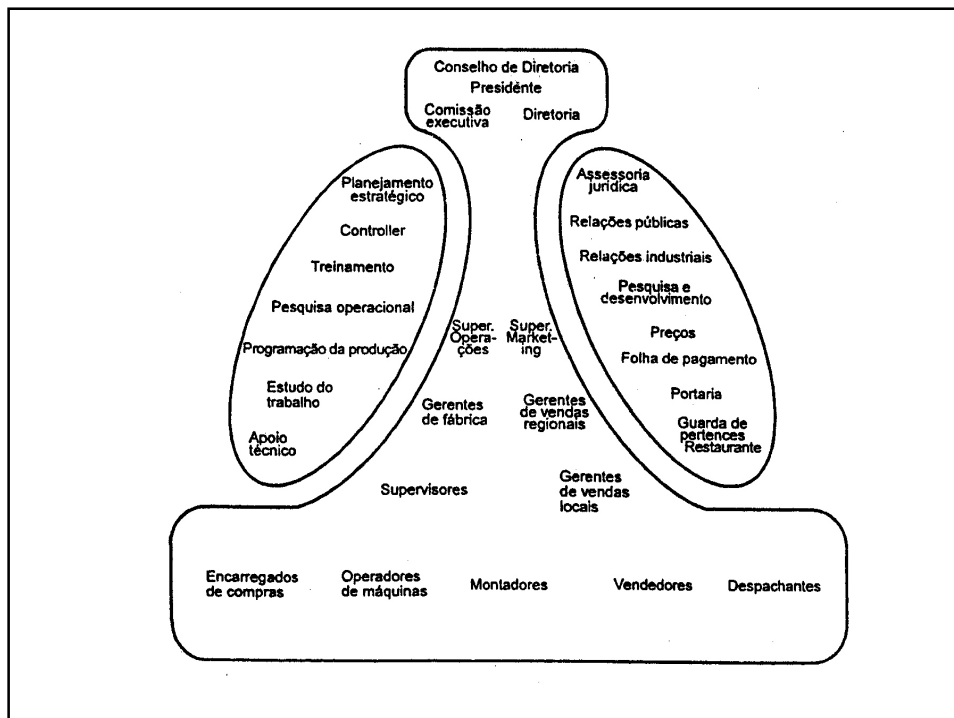 Conselho de Diretoria
Presidénte
Comissão
executiva
Diretoria
Planejamento
estratégico
Controller
Treinamento
Pesquisa operacional
Programação da produção
Estudo do
trabalho
Apoio
técnico
Super.
Opera-
ções
Super.
Market-
ing
Gerentes
de fábrica
Gerentes
de vendas
regionais
Supervisores
Gerentes
de vendas
locais
Assessoria
jurídica
Relações públicas
Relações industriais
Pesquisa e
desenvolvimento
Preços
Folha de pagamento
Portaria
Guarda de
pertences
Restaurante
Encarregados
de compras
Operadores
de máquinas
Montadores
Vendedores
Despachantes